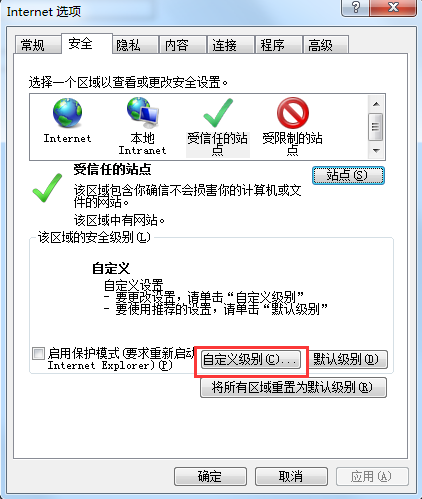 Internet 选项
?
常规 安全 隐私 内容 连接 程序 高级
选择一个区域以查看或更改安全设置。
Internet 本地 Intranet 受信任的站点 受限制的站点
受信任的站点
站点(S)
该区域包含你确信不会损害你的计算机或文
件的网站。
该区域中有网站。
该区域的安全级别(L)
自定义
自定义设置
- 要更改设置，请单击“自定义级别”
- 要使用推荐的设置，请单击“默认级别”
启用保护模式(要求重新启动
Internet Explorer)(P)
自定义级别(C)... 默认级别(D)
将所有区域重置为默认级别(R)
确定 取消 应用(A)